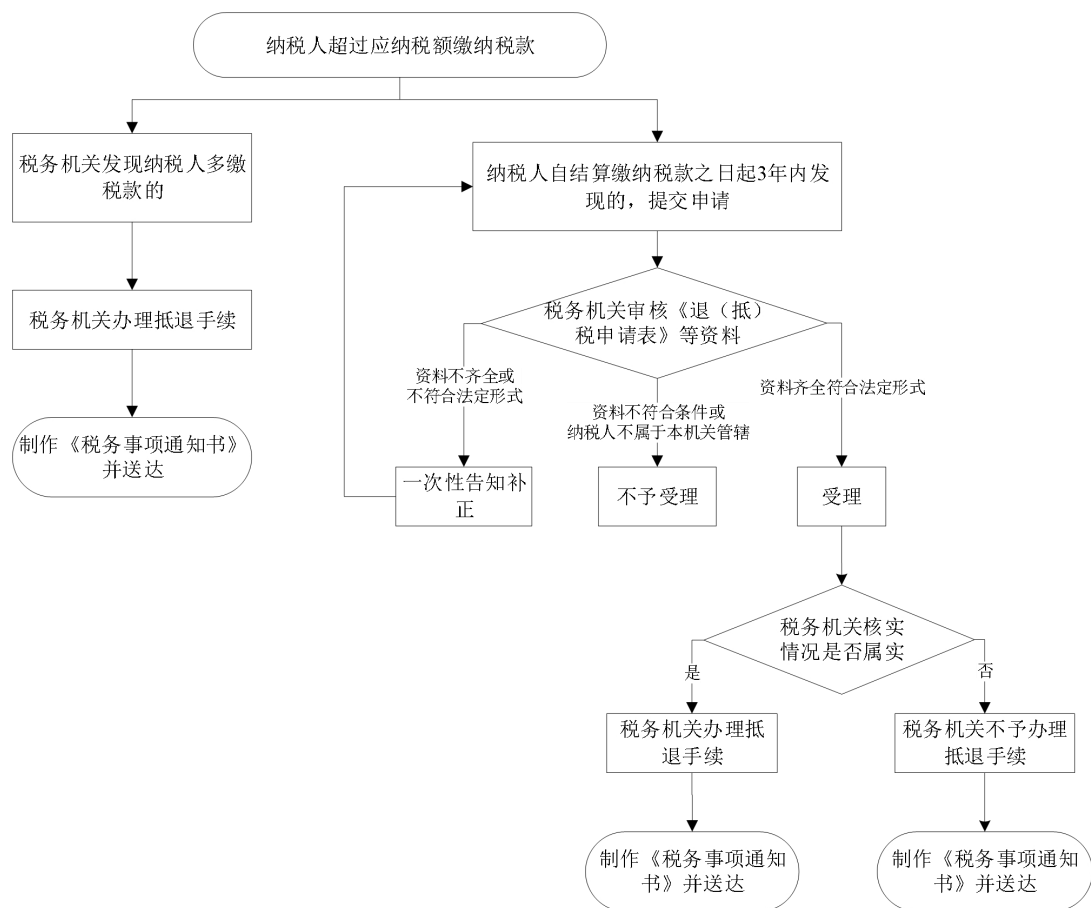 纳税人超过应纳税额缴纳税款
税务机关发现纳税人多缴
税款的
税务机关办理抵退手续
制作《税务事项通知书》
并送达
纳税人自结算缴纳税款之日起3年内发
现的，提交申请
税务机关审核《退（抵）
税申请表》等资料
资料不齐全或
不符合法定形式
资料不符合条件或
纳税人不属于本机关管辖
资料齐全符合法定形式
一次性告知补
正
不予受理
受理
税务机关核实
情况是否属实
是
否
税务机关办理抵
退手续
税务机关不予办理
抵退手续
制作《税务事项通知
书》并送达
制作《税务事项通知
书》并送达